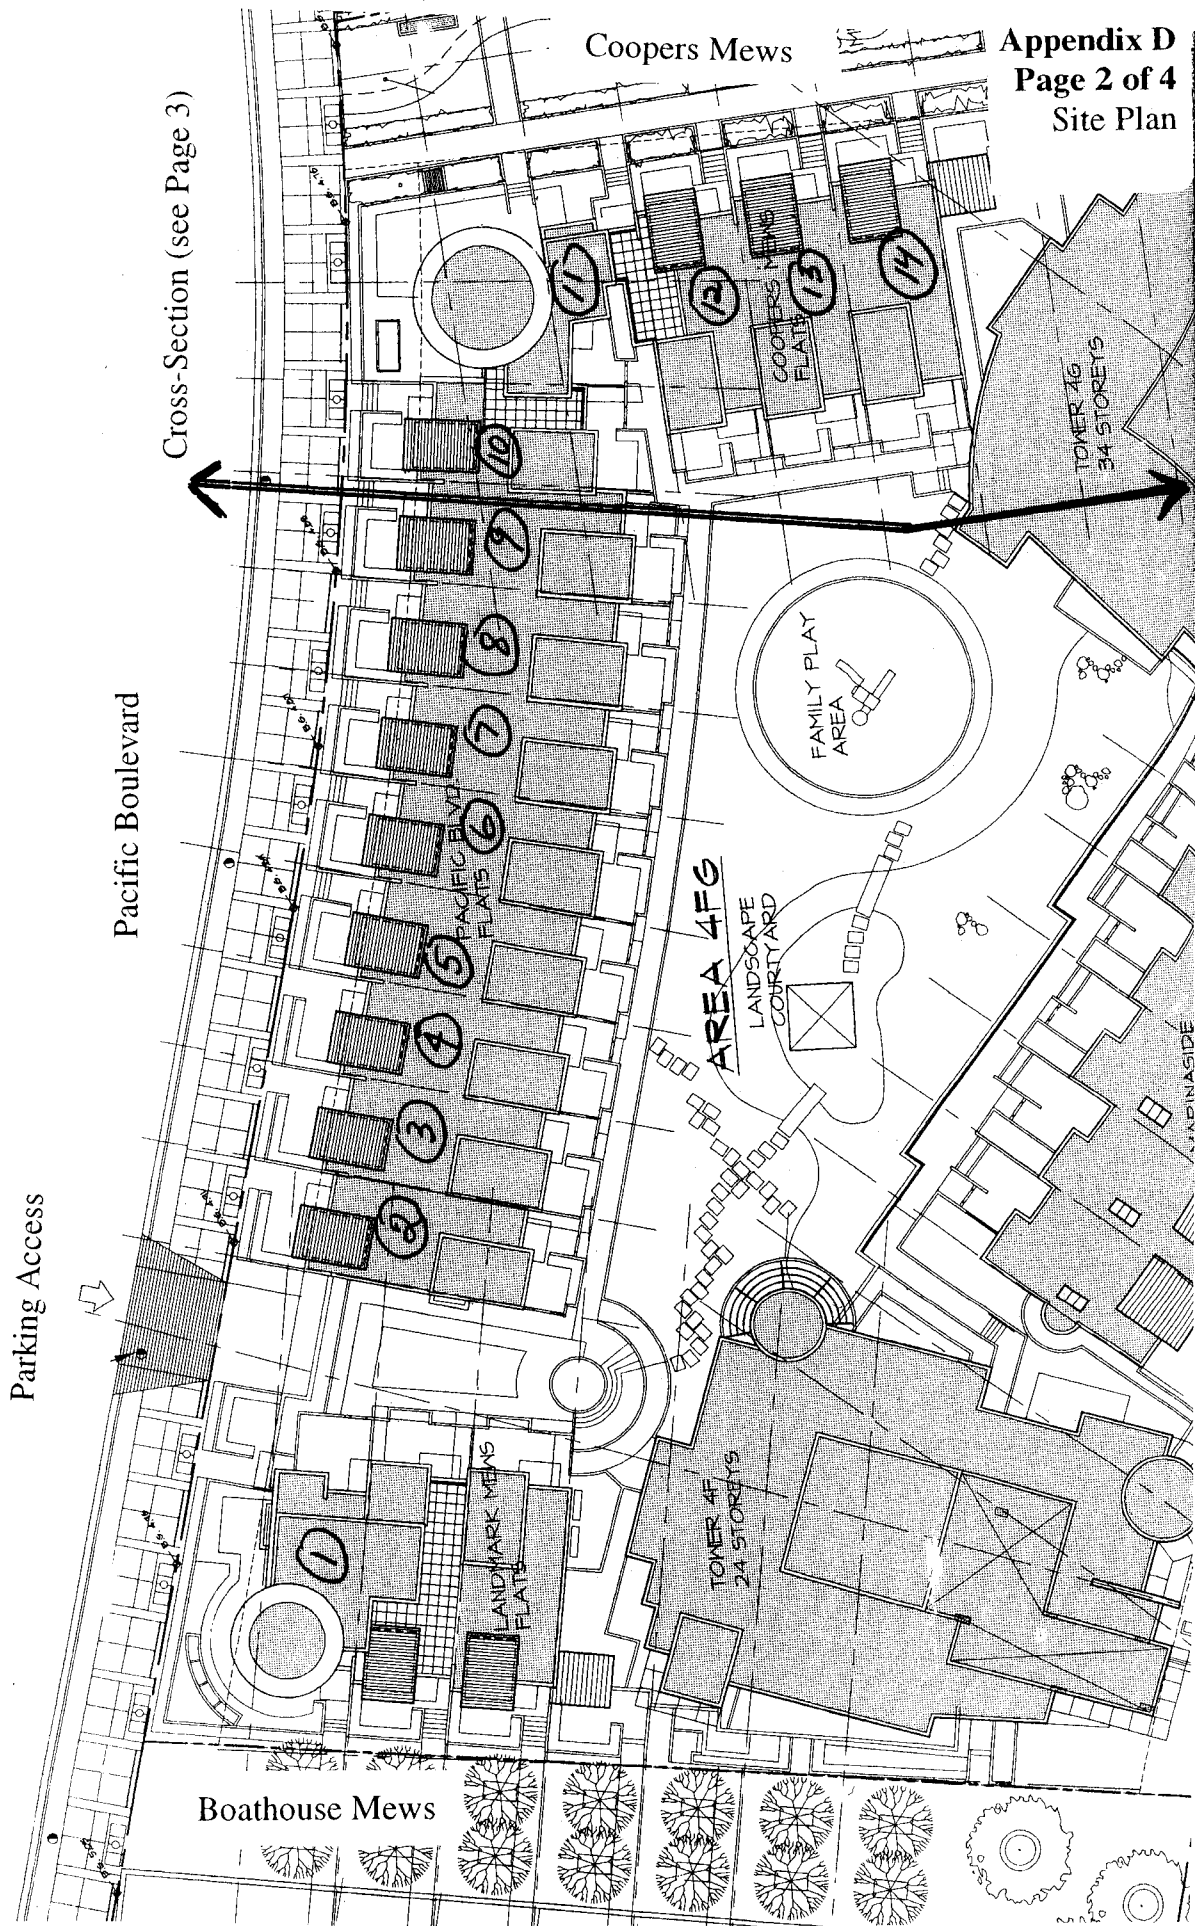 Appendix D
Page 2 of 4
Site Plan
Coopers Mews
Cross-Section (see Page 3)
Pacific Boulevard
Parking Access
Boathouse Mews
11
12
13
14
COOPERS MEWS
FLATS
TOWER 4G
34 STOREYS
10
9
8
7
6
5
4
3
2
1
PACIFIC BLVD.
FLATS
FAMILY PLAY
AREA
AREA 4FG
LANDSCAPE
COURTYARD
LANDMARK MEWS
FLATS
TOWER 4F
24 STOREYS
MARINASIDE